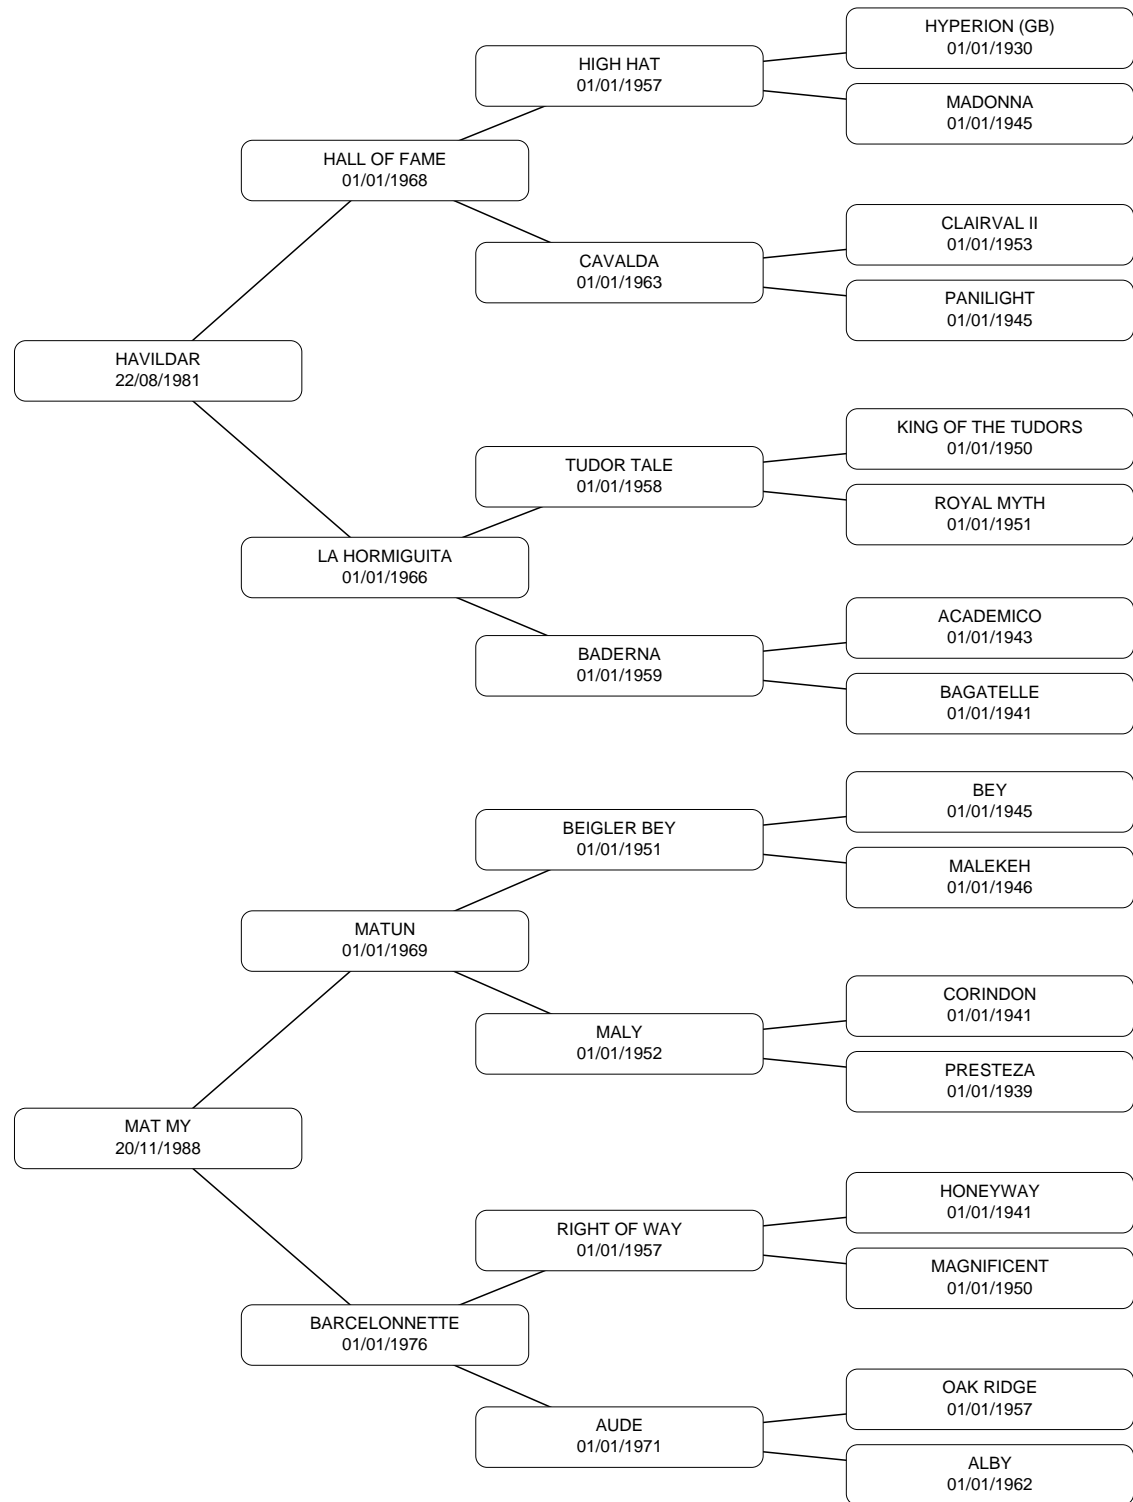 HYPERION (GB)
01/01/1930
HIGH HAT
01/01/1957
MADONNA
01/01/1945
HALL OF FAME
01/01/1968
CLAIRVAL II
01/01/1953
CAVALDA
01/01/1963
PANILIGHT
01/01/1945
HAVILDAR
22/08/1981
KING OF THE TUDORS
01/01/1950
TUDOR TALE
01/01/1958
ROYAL MYTH
01/01/1951
LA HORMIGUITA
01/01/1966
ACADEMICO
01/01/1943
BADERNA
01/01/1959
BAGATELLE
01/01/1941
BEY
01/01/1945
BEIGLER BEY
01/01/1951
MALEKEH
01/01/1946
MATUN
01/01/1969
CORINDON
01/01/1941
MALY
01/01/1952
PRESTEZA
01/01/1939
MAT MY
20/11/1988
HONEYWAY
01/01/1941
RIGHT OF WAY
01/01/1957
MAGNIFICENT
01/01/1950
BARCELONNETTE
01/01/1976
OAK RIDGE
01/01/1957
AUDE
01/01/1971
ALBY
01/01/1962